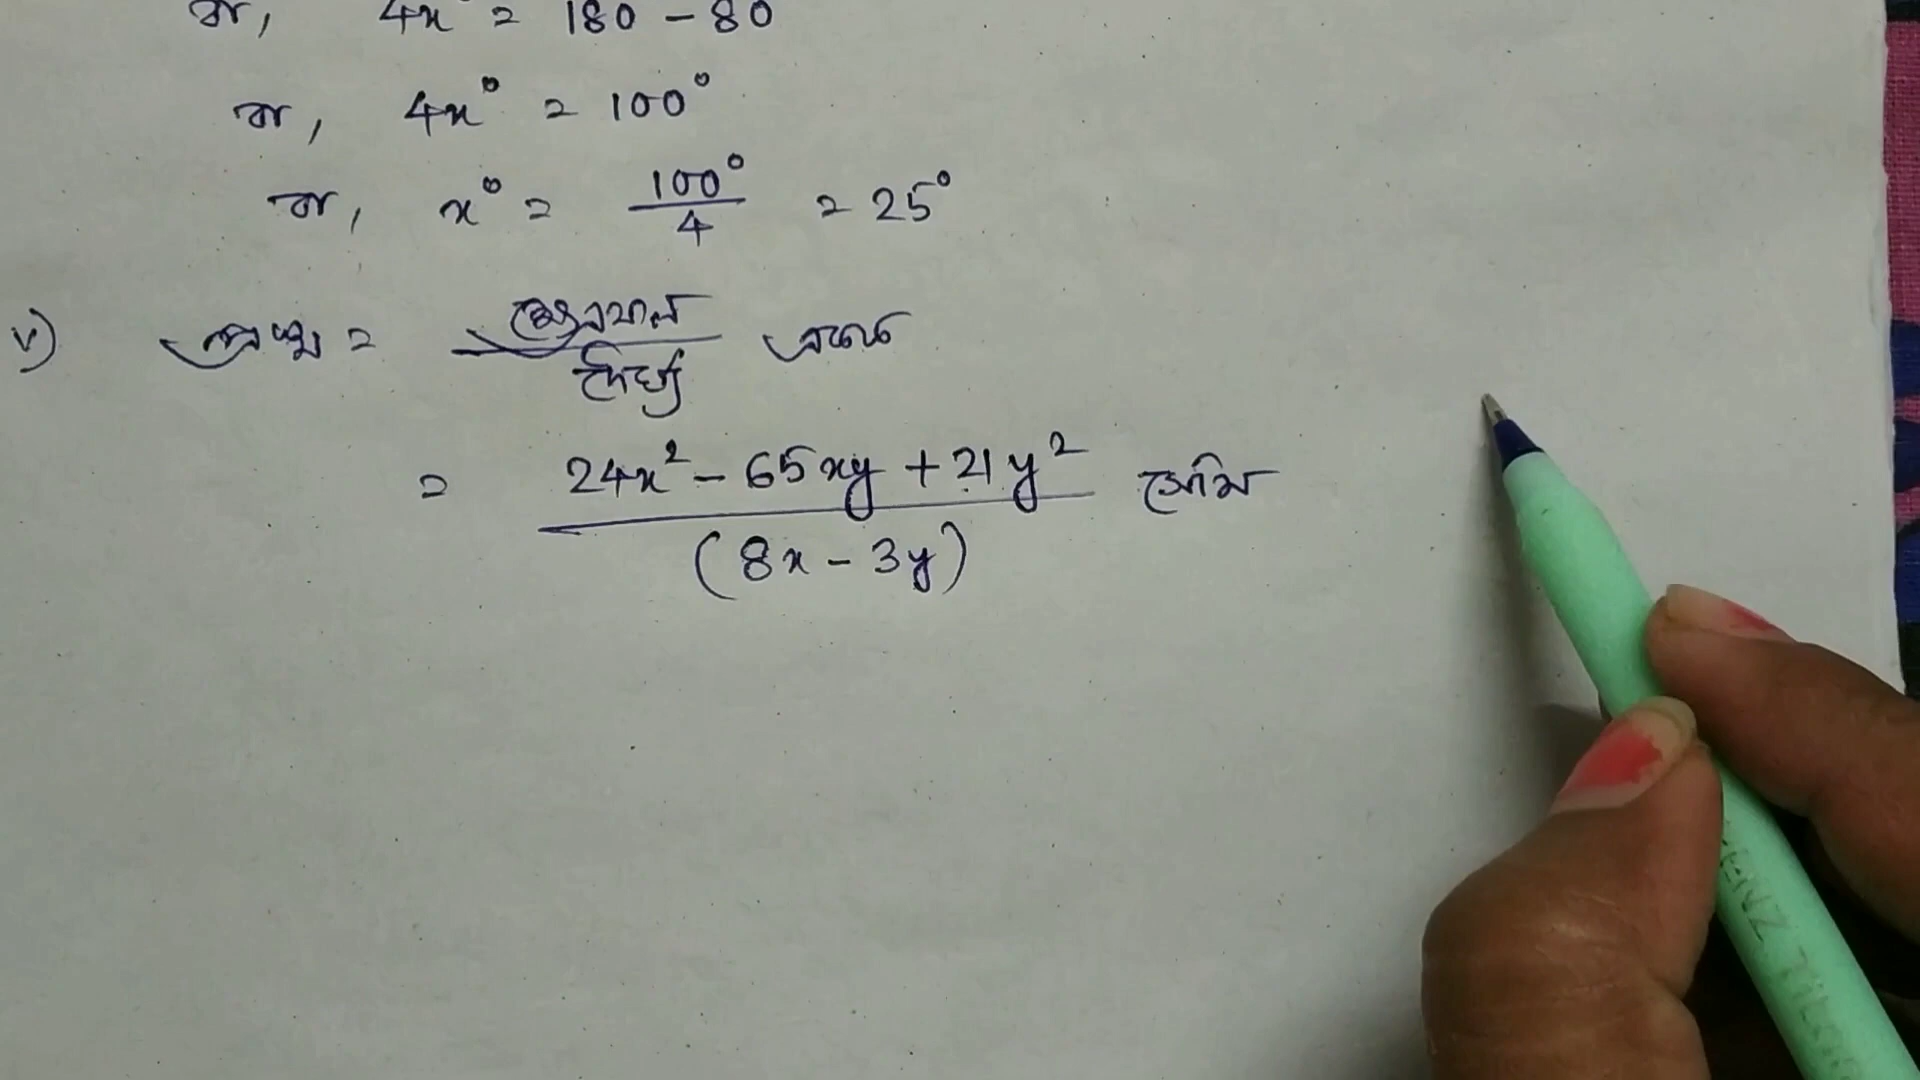 বা, 4x° = 180 - 80
বা, 4x° = 100°
বা, x° = 100°/4 = 25°
v) প্রস্থ = ক্ষেত্রফল/দৈর্ঘ্য একক
= 24x² - 65xy + 21y²/(8x - 3y) সেমি